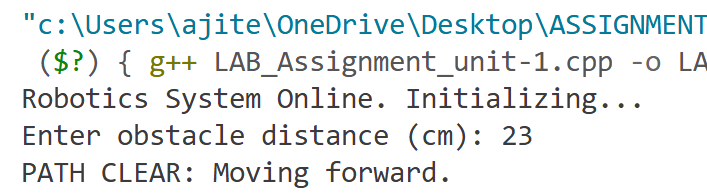 "c:\Users\ajite\OneDrive\Desktop\ASSIGNMENT
($?) { g++ LAB_Assignment_unit-1.cpp -o LA
Robotics System Online. Initializing...
Enter obstacle distance (cm): 23
PATH CLEAR: Moving forward.